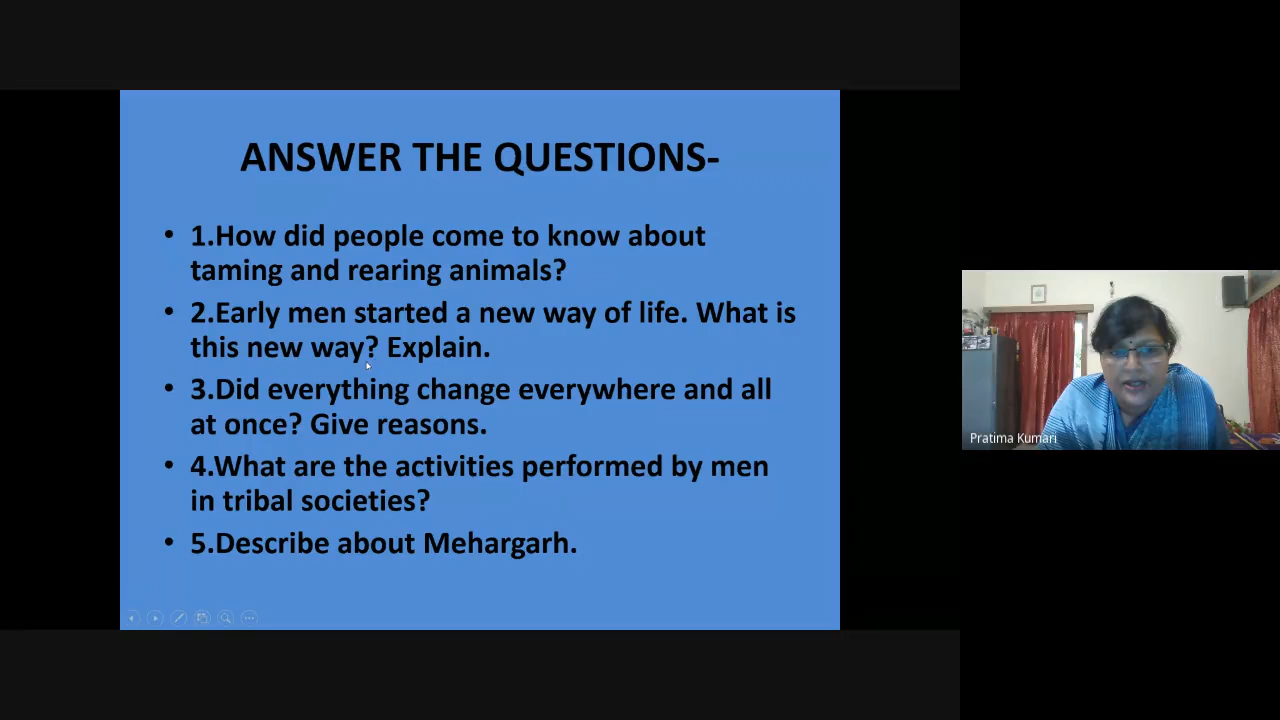 ANSWER THE QUESTIONS-
• 1.How did people come to know about
taming and rearing animals?
• 2.Early men started a new way of life. What is
this new way? Explain.
• 3.Did everything change everywhere and all
at once? Give reasons.
• 4.What are the activities performed by men
in tribal societies?
• 5.Describe about Mehargarh.
Pratima Kumari